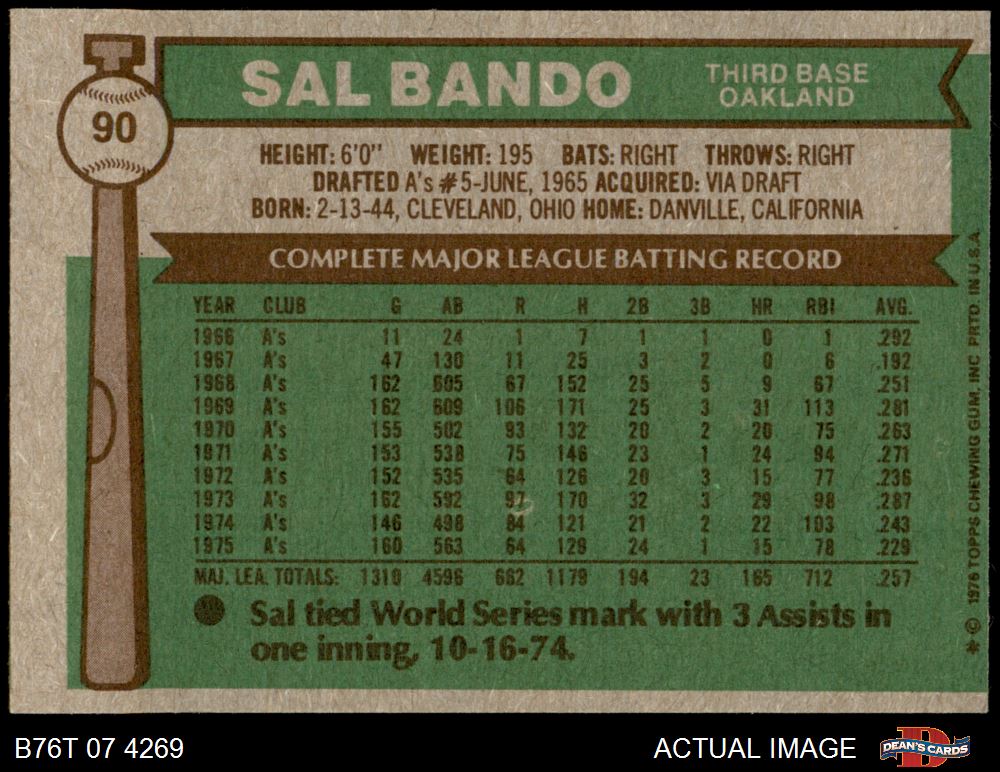 90
SAL BANDO
THIRD BASE
OAKLAND
HEIGHT: 6'0" WEIGHT: 195 BATS: RIGHT THROWS: RIGHT
DRAFTED A's #5-JUNE, 1965 ACQUIRED: VIA DRAFT
BORN: 2-13-44, CLEVELAND, OHIO HOME: DANVILLE, CALIFORNIA
COMPLETE MAJOR LEAGUE BATTING RECORD
YEAR CLUB G AB R H 2B 3B HR RBI AVG.
1966 A's 11 24 1 7 1 1 0 1 .292
1967 A's 47 130 11 25 3 2 0 6 .192
1968 A's 162 605 67 152 25 5 9 67 .251
1969 A's 162 609 106 171 25 3 31 113 .281
1970 A's 155 502 93 132 20 2 20 75 .263
1971 A's 153 538 75 146 23 1 24 94 .271
1972 A's 152 535 64 126 20 3 15 77 .236
1973 A's 162 592 97 170 32 3 29 98 .287
1974 A's 146 498 84 121 21 2 22 103 .243
1975 A's 160 563 64 129 24 1 15 78 .229
MAJ. LEA. TOTALS: 1310 4596 662 1179 194 23 165 712 .257
Sal tied World Series mark with 3 Assists in
one inning, 10-16-74.
* © 1976 TOPPS CHEWING GUM, INC. PRTD. IN U.S.A.
B76T 07 4269
ACTUAL IMAGE
D
DEAN'S CARDS